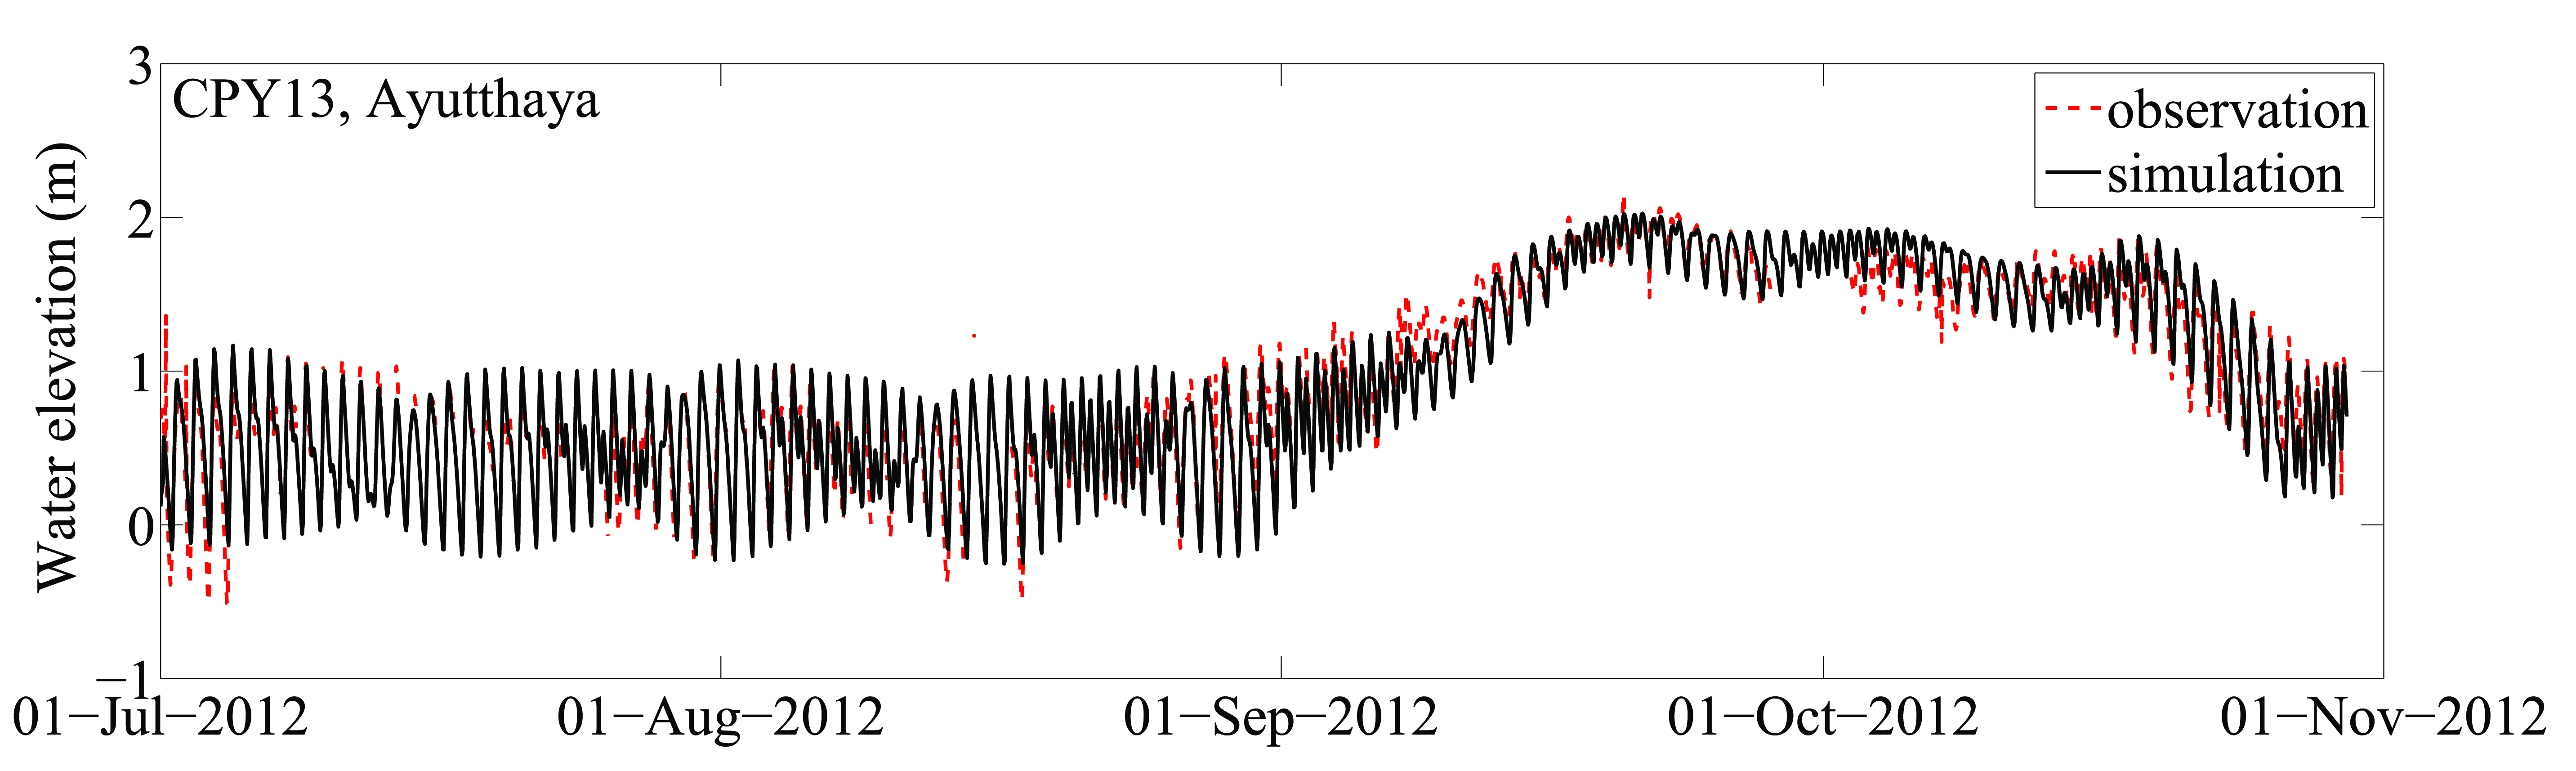 CPY13, Ayutthaya
observation
simulation
Water elevation (m)
3
2
1
0
−1
01−Jul−2012
01−Aug−2012
01−Sep−2012
01−Oct−2012
01−Nov−2012